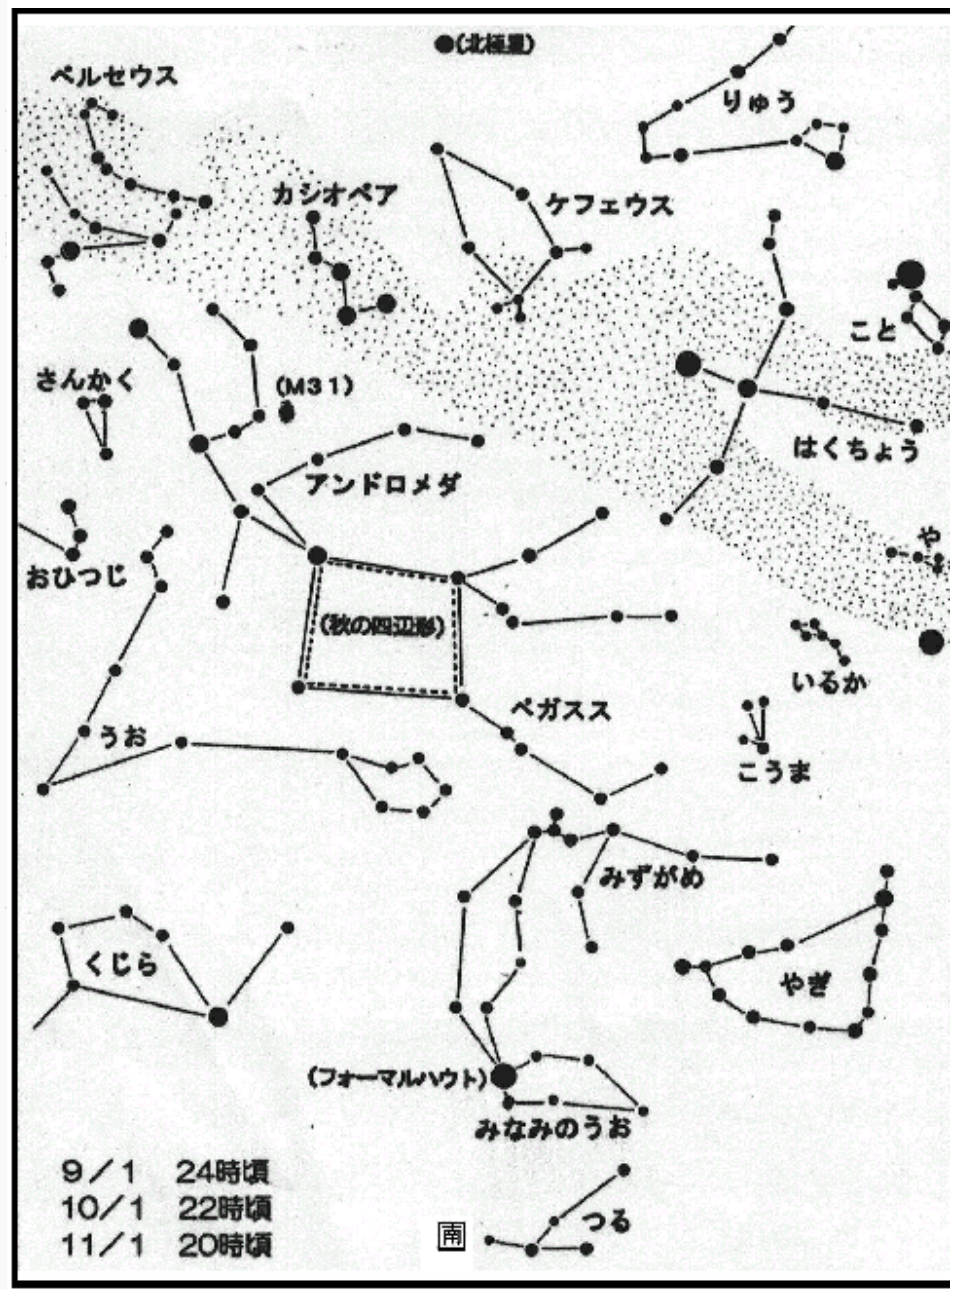 ●(北極星)
ペルセウス
りゅう
カシオペア
ケフェウス
こと
さんかく
(M31)
はくちょう
アンドロメダ
や
おひつじ
(秋の四辺形)
いるか
ペガスス
うお
こうま
みずがめ
くじら
やぎ
(フォーマルハウト)
みなみのうお
9/1 24時頃
10/1 22時頃
11/1 20時頃
つる
南